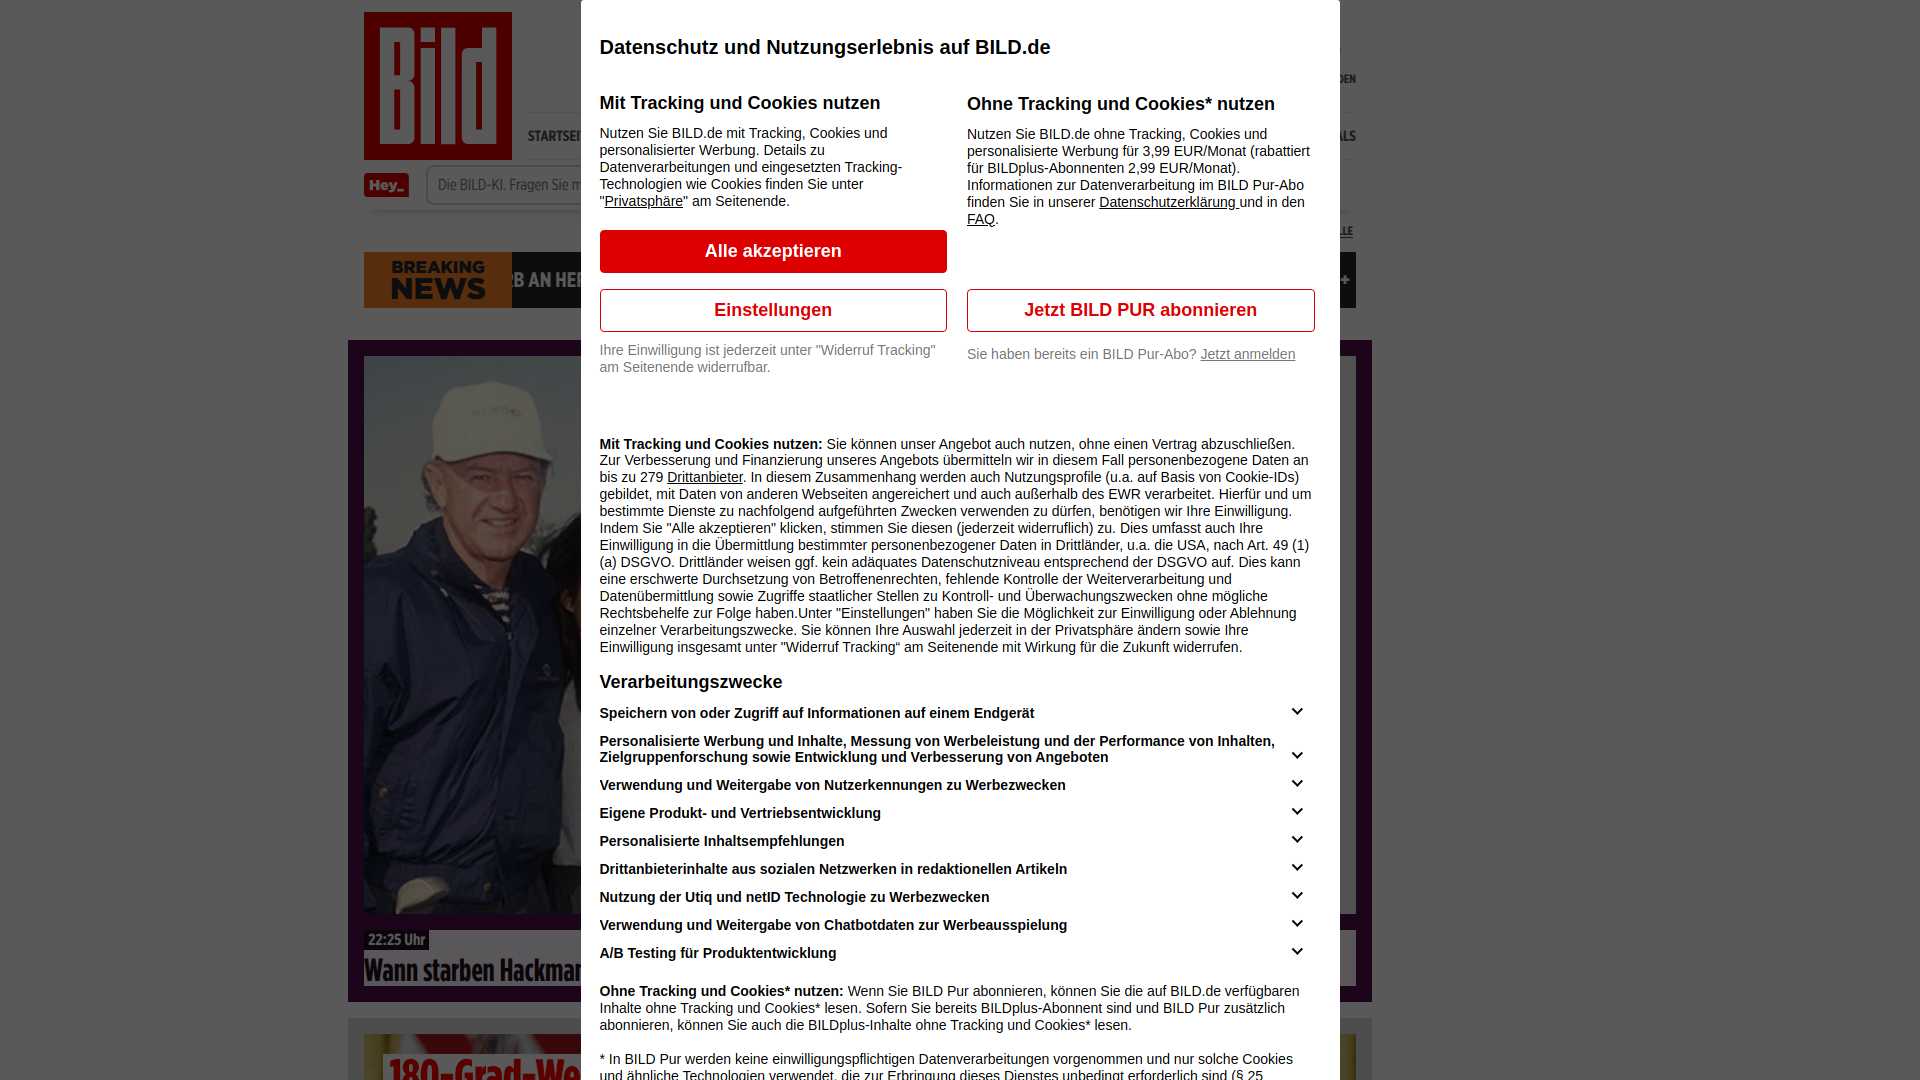 Bild
STARTSEI
Hey_
Die BILD-KI. Fragen Sie m
BREAKING
NEWS
RB AN HER
22:25 Uhr
Wann starben Hackman
180-Grad-We
DEN
ALS
LLE
+
Datenschutz und Nutzungserlebnis auf BILD.de
Mit Tracking und Cookies nutzen
Nutzen Sie BILD.de mit Tracking, Cookies und
personalisierter Werbung. Details zu
Datenverarbeitungen und eingesetzten Tracking-
Technologien wie Cookies finden Sie unter
"Privatsphäre" am Seitenende.
Alle akzeptieren
Einstellungen
Ihre Einwilligung ist jederzeit unter "Widerruf Tracking"
am Seitenende widerrufbar.
Ohne Tracking und Cookies* nutzen
Nutzen Sie BILD.de ohne Tracking, Cookies und
personalisierte Werbung für 3,99 EUR/Monat (rabattiert
für BILDplus-Abonnenten 2,99 EUR/Monat).
Informationen zur Datenverarbeitung im BILD Pur-Abo
finden Sie in unserer Datenschutzerklärung und in den
FAQ.
Jetzt BILD PUR abonnieren
Sie haben bereits ein BILD Pur-Abo? Jetzt anmelden
Mit Tracking und Cookies nutzen: Sie können unser Angebot auch nutzen, ohne einen Vertrag abzuschließen.
Zur Verbesserung und Finanzierung unseres Angebots übermitteln wir in diesem Fall personenbezogene Daten an
bis zu 279 Drittanbieter. In diesem Zusammenhang werden auch Nutzungsprofile (u.a. auf Basis von Cookie-IDs)
gebildet, mit Daten von anderen Webseiten angereichert und auch außerhalb des EWR verarbeitet. Hierfür und um
bestimmte Dienste zu nachfolgend aufgeführten Zwecken verwenden zu dürfen, benötigen wir Ihre Einwilligung.
Indem Sie "Alle akzeptieren" klicken, stimmen Sie diesen (jederzeit widerruflich) zu. Dies umfasst auch Ihre
Einwilligung in die Übermittlung bestimmter personenbezogener Daten in Drittländer, u.a. die USA, nach Art. 49 (1)
(a) DSGVO. Drittländer weisen ggf. kein adäquates Datenschutzniveau entsprechend der DSGVO auf. Dies kann
eine erschwerte Durchsetzung von Betroffenenrechten, fehlende Kontrolle der Weiterverarbeitung und
Datenübermittlung sowie Zugriffe staatlicher Stellen zu Kontroll- und Überwachungszwecken ohne mögliche
Rechtsbehelfe zur Folge haben.Unter "Einstellungen" haben Sie die Möglichkeit zur Einwilligung oder Ablehnung
einzelner Verarbeitungszwecke. Sie können Ihre Auswahl jederzeit in der Privatsphäre ändern sowie Ihre
Einwilligung insgesamt unter "Widerruf Tracking“ am Seitenende mit Wirkung für die Zukunft widerrufen.
Verarbeitungszwecke
Speichern von oder Zugriff auf Informationen auf einem Endgerät
Personalisierte Werbung und Inhalte, Messung von Werbeleistung und der Performance von Inhalten,
Zielgruppenforschung sowie Entwicklung und Verbesserung von Angeboten
Verwendung und Weitergabe von Nutzerkennungen zu Werbezwecken
Eigene Produkt- und Vertriebsentwicklung
Personalisierte Inhaltsempfehlungen
Drittanbieterinhalte aus sozialen Netzwerken in redaktionellen Artikeln
Nutzung der Utiq und netID Technologie zu Werbezwecken
Verwendung und Weitergabe von Chatbotdaten zur Werbeausspielung
A/B Testing für Produktentwicklung
Ohne Tracking und Cookies* nutzen: Wenn Sie BILD Pur abonnieren, können Sie die auf BILD.de verfügbaren
Inhalte ohne Tracking und Cookies* lesen. Sofern Sie bereits BILDplus-Abonnent sind und BILD Pur zusätzlich
abonnieren, können Sie auch die BILDplus-Inhalte ohne Tracking und Cookies* lesen.
* In BILD Pur werden keine einwilligungspflichtigen Datenverarbeitungen vorgenommen und nur solche Cookies
und ähnliche Technologien verwendet, die zur Erbringung dieses Dienstes unbedingt erforderlich sind (§ 25